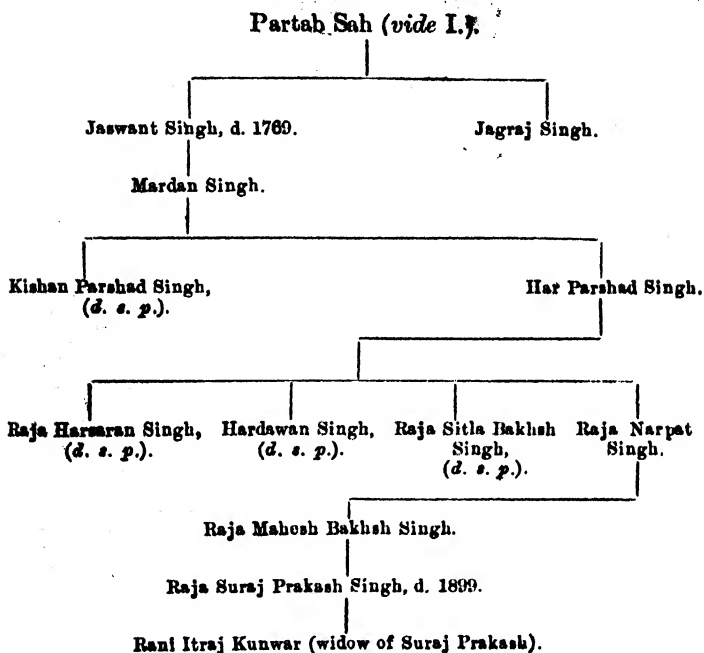 Partab Sah (vide I.).
Jaswant Singh, d. 1769. Jagraj Singh.
Mardan Singh.
Kishan Parshad Singh, Har Parshad Singh.
(d. s. p.).
Raja Harsaran Singh, Hardawan Singh, Raja Sitla Bakhsh Raja Narpat
(d. s. p.). (d. s. p.). Singh, Singh.
(d. s. p.).
Raja Mahesh Bakhsh Singh.
Raja Suraj Prakash Singh, d. 1899.
Rani Itraj Kunwar (widow of Suraj Prakash).